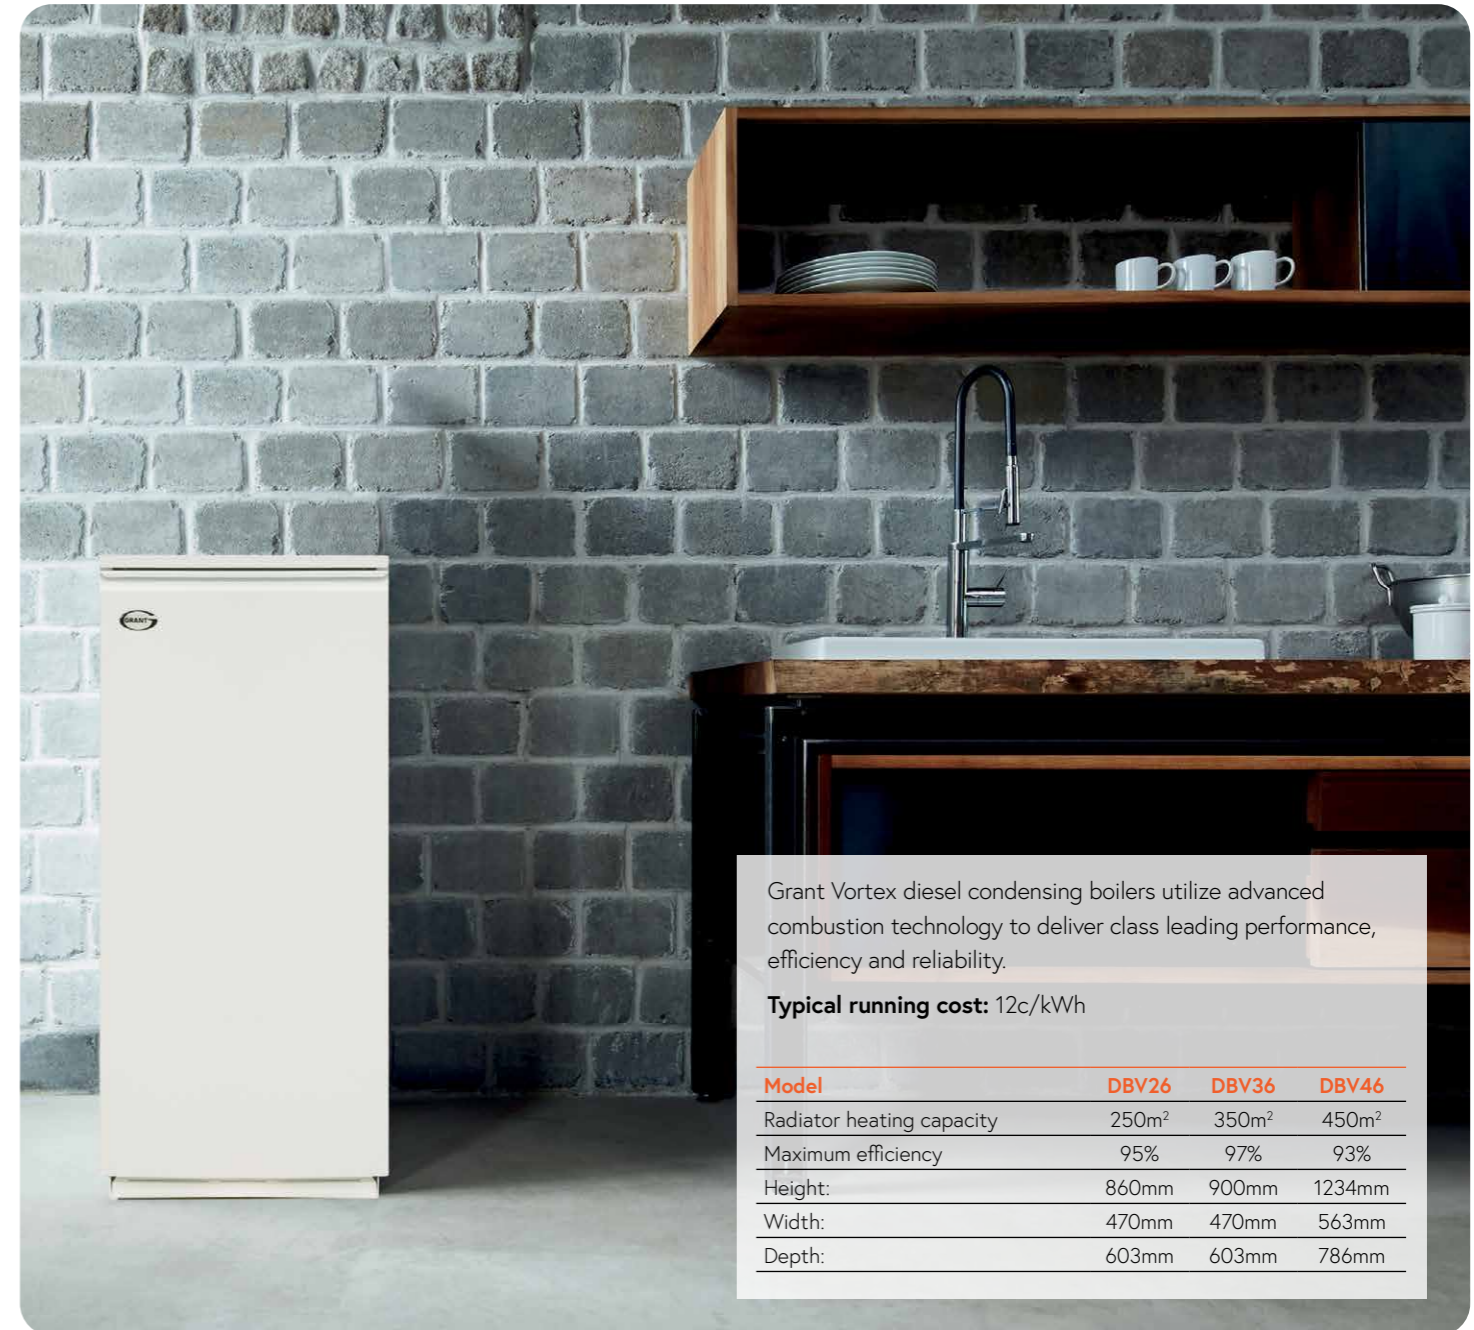 GRANT
Grant Vortex diesel condensing boilers utilize advanced
combustion technology to deliver class leading performance,
efficiency and reliability.
Typical running cost: 12c/kWh
Model DBV26 DBV36 DBV46
Radiator heating capacity 250m² 350m² 450m²
Maximum efficiency 95% 97% 93%
Height: 860mm 900mm 1234mm
Width: 470mm 470mm 563mm
Depth: 603mm 603mm 786mm